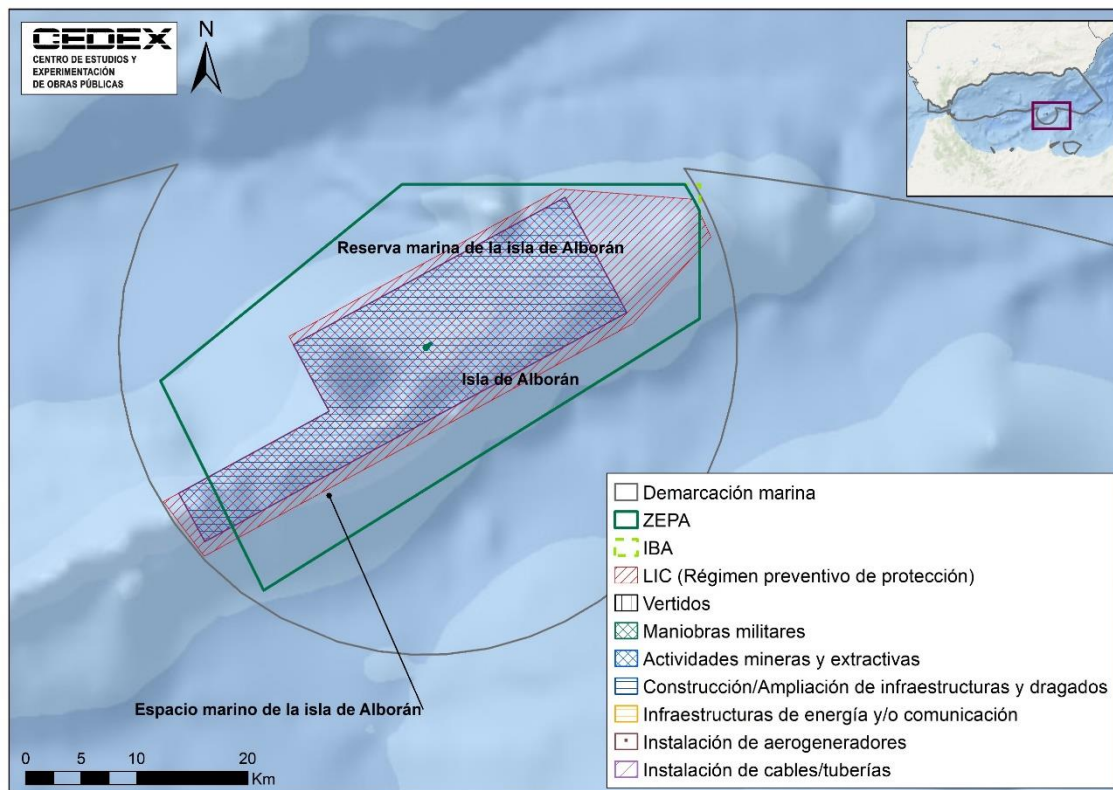 CEDEX
CENTRO DE ESTUDIOS Y
EXPERIMENTACIÓN
DE OBRAS PÚBLICAS
N
Reserva marina de la isla de Alborán
Isla de Alborán
Espacio marino de la isla de Alborán
0 5 10 20
Km
Demarcación marina
ZEPA
IBA
LIC (Régimen preventivo de protección)
Vertidos
Maniobras militares
Actividades mineras y extractivas
Construcción/Ampliación de infraestructuras y dragados
Infraestructuras de energía y/o comunicación
Instalación de aerogeneradores
Instalación de cables/tuberías